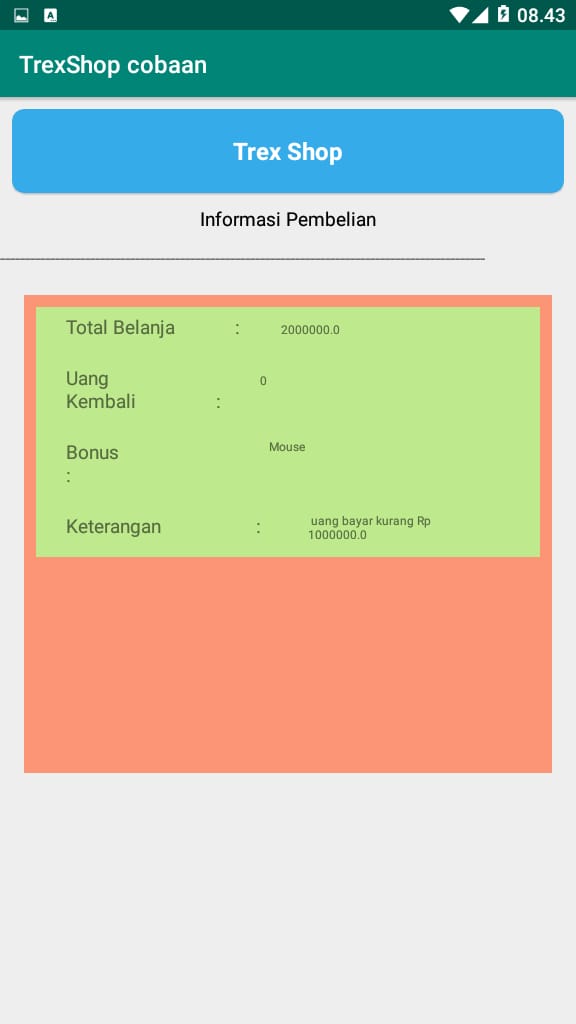 08.43
TrexShop cobaan
Trex Shop
Informasi Pembelian
Total Belanja : 2000000.0
Uang 0
Kembali :
Bonus Mouse
:
Keterangan : uang bayar kurang Rp
1000000.0